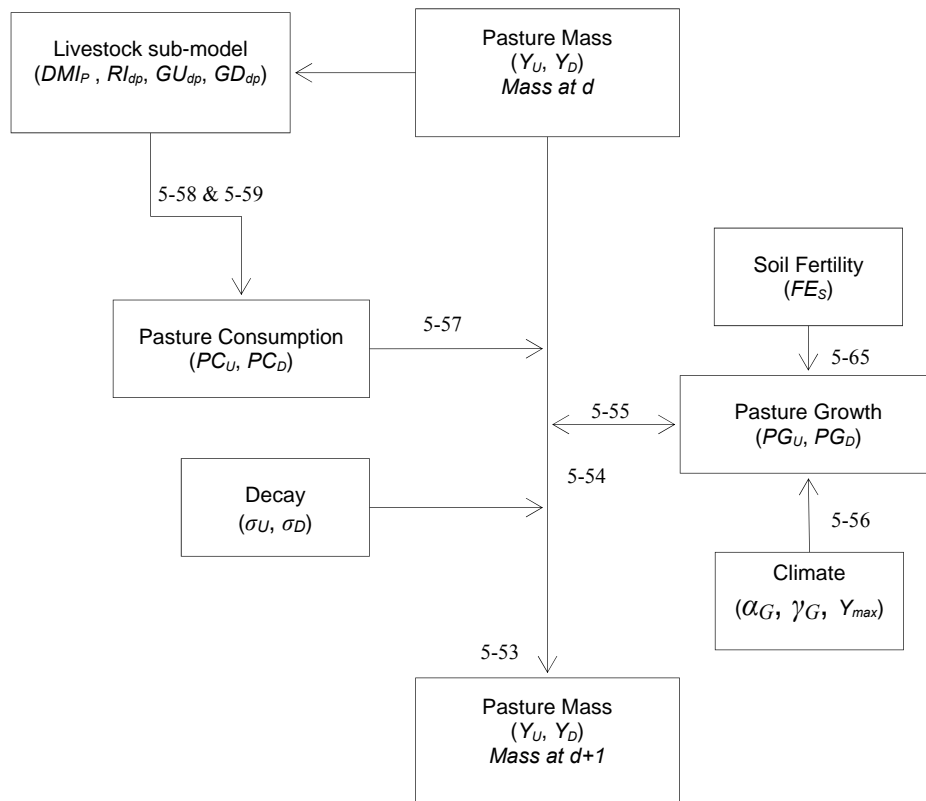 Livestock sub-model
(DMIP , RIdp, GUdp, GDdp)
Pasture Mass
(YU, YD)
Mass at d
5-58 & 5-59
Soil Fertility
(FES)
Pasture Consumption
(PCU, PCD)
5-57
5-65
5-55
Pasture Growth
(PGU, PGD)
Decay
(σU, σD)
5-54
5-56
Climate
(αG, γG, Ymax)
5-53
Pasture Mass
(YU, YD)
Mass at d+1